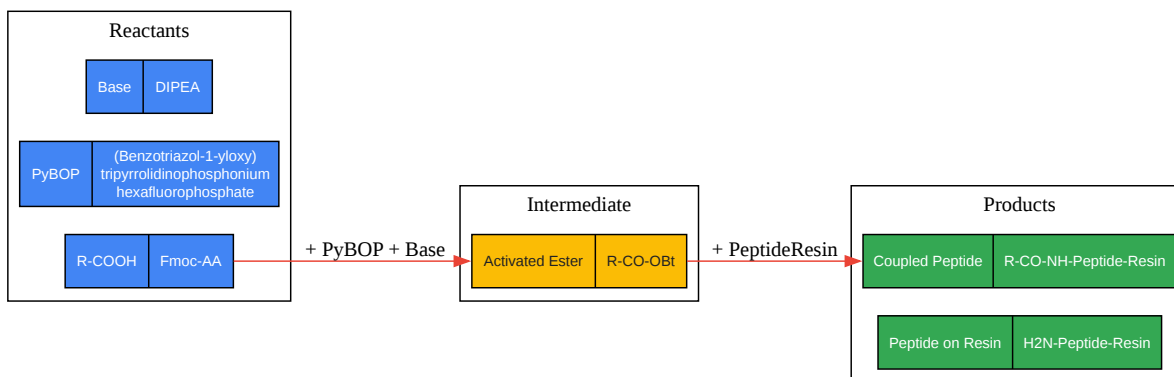 Reactants
Base
DIPEA
PyBOP
(Benzotriazol-1-yloxy)
tripyrrolidinophosphonium
hexafluorophosphate
R-COOH
Fmoc-AA
+ PyBOP + Base
Intermediate
Activated Ester
R-CO-OBt
+ PeptideResin
Products
Coupled Peptide
R-CO-NH-Peptide-Resin
Peptide on Resin
H2N-Peptide-Resin